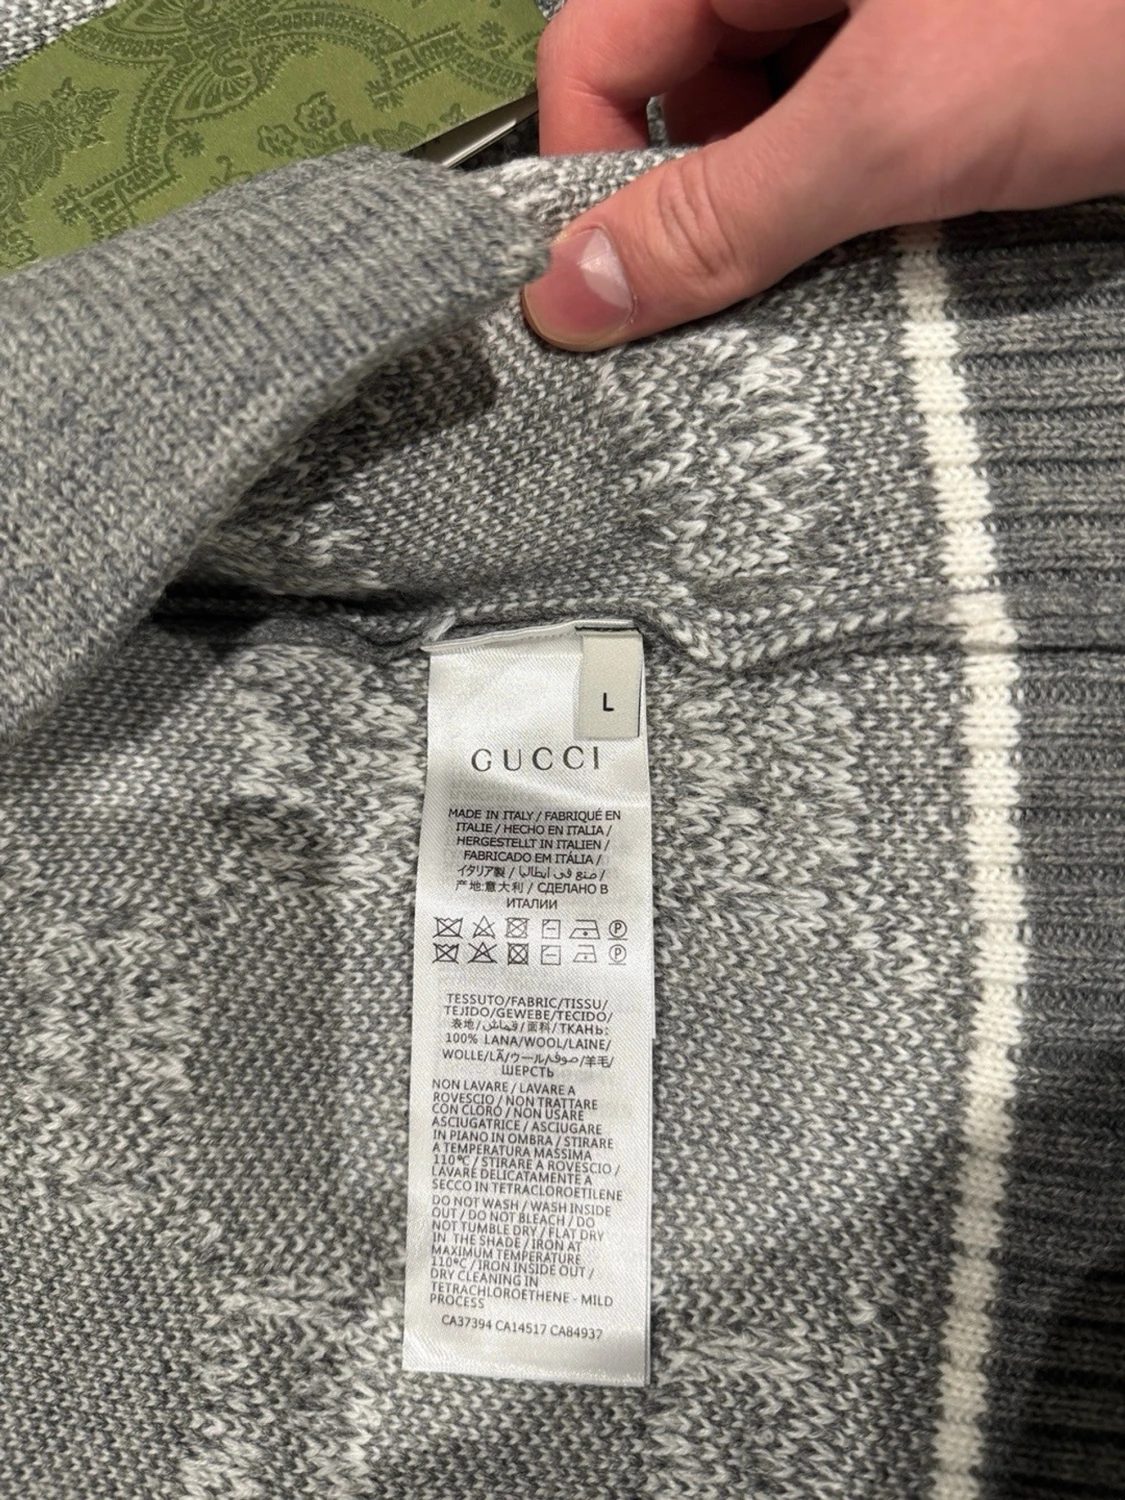 L
GUCCI
MADE IN ITALY / FABRIQUÉ EN
ITALIE / HECHO EN ITALIA /
HERGESTELLT IN ITALIEN /
FABRICADO EM ITÁLIA /
イタリア製 / صنع في ايطاليا /
产地:意大利 / СДЕЛАНО В
ИТАЛИИ
TESSUTO/FABRIC/TISSU/
TEJIDO/GEWEBE/TECIDO/
表地/قماش/面料/ТКАНЬ:
100% LANA/WOOL/LAINE/
WOLLE/LÃ/ウール/صوف/羊毛/
ШЕРСТЬ
NON LAVARE / LAVARE A
ROVESCIO / NON TRATTARE
CON CLORO / NON USARE
ASCIUGATRICE / ASCIUGARE
IN PIANO IN OMBRA / STIRARE
A TEMPERATURA MASSIMA
110°C / STIRARE A ROVESCIO /
LAVARE DELICATAMENTE A
SECCO IN TETRACLOROETILENE
DO NOT WASH / WASH INSIDE
OUT / DO NOT BLEACH / DO
NOT TUMBLE DRY / FLAT DRY
IN THE SHADE / IRON AT
MAXIMUM TEMPERATURE
110°C / IRON INSIDE OUT /
DRY CLEANING IN
TETRACHLOROETHENE - MILD
PROCESS
CA37394 CA14517 CA84937